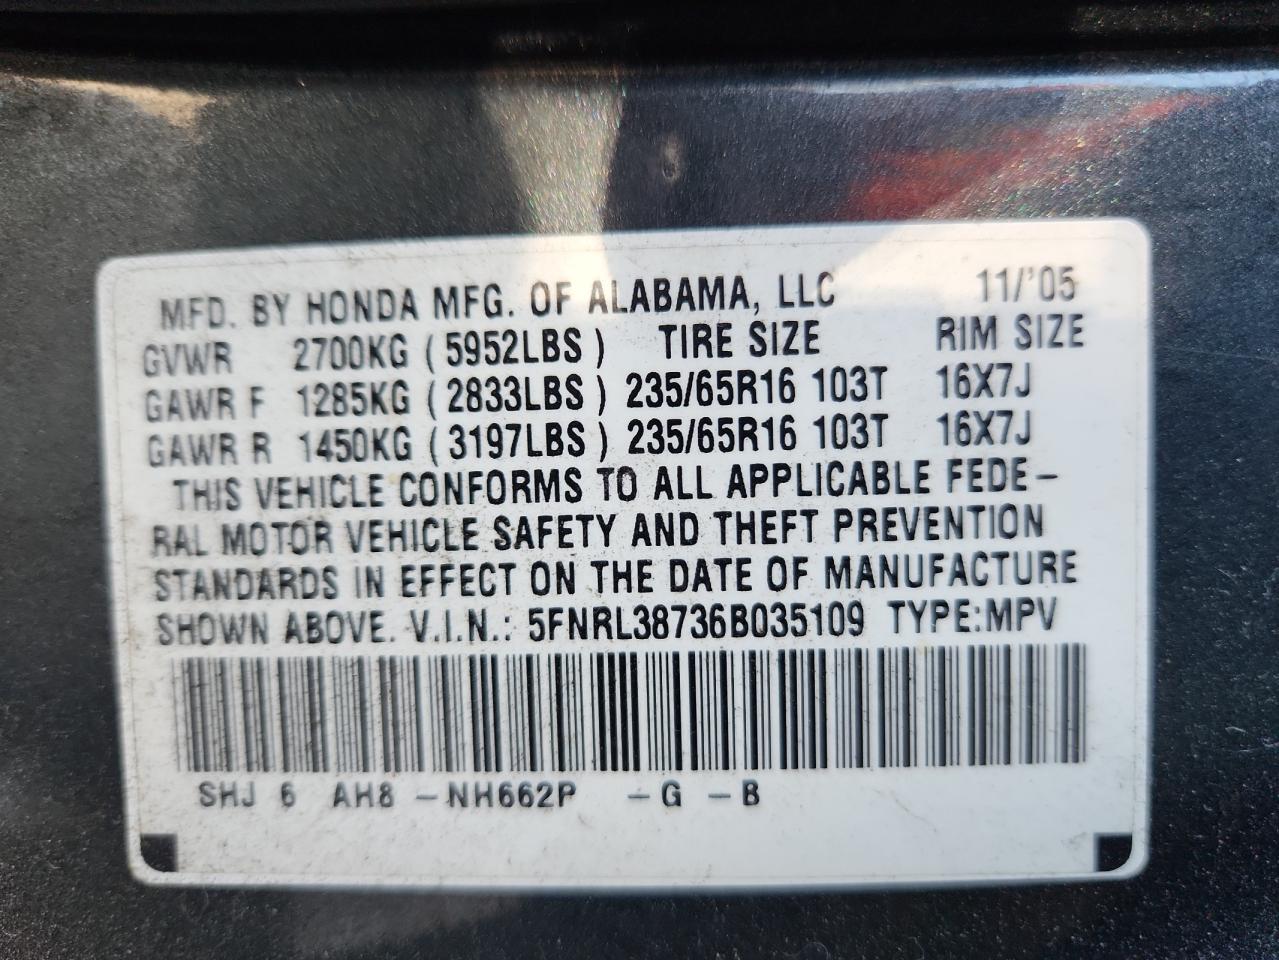 MFD. BY HONDA MFG. OF ALABAMA, LLC 11/'05
GVWR 2700KG (5952LBS) TIRE SIZE RIM SIZE
GAWR F 1285KG (2833LBS) 235/65R16 103T 16X7J
GAWR R 1450KG (3197LBS) 235/65R16 103T 16X7J
THIS VEHICLE CONFORMS TO ALL APPLICABLE FEDE-
RAL MOTOR VEHICLE SAFETY AND THEFT PREVENTION
STANDARDS IN EFFECT ON THE DATE OF MANUFACTURE
SHOWN ABOVE. V.I.N.: 5FNRL38736B035109 TYPE:MPV
SHJ 6 AH8 -NH662P -G -B